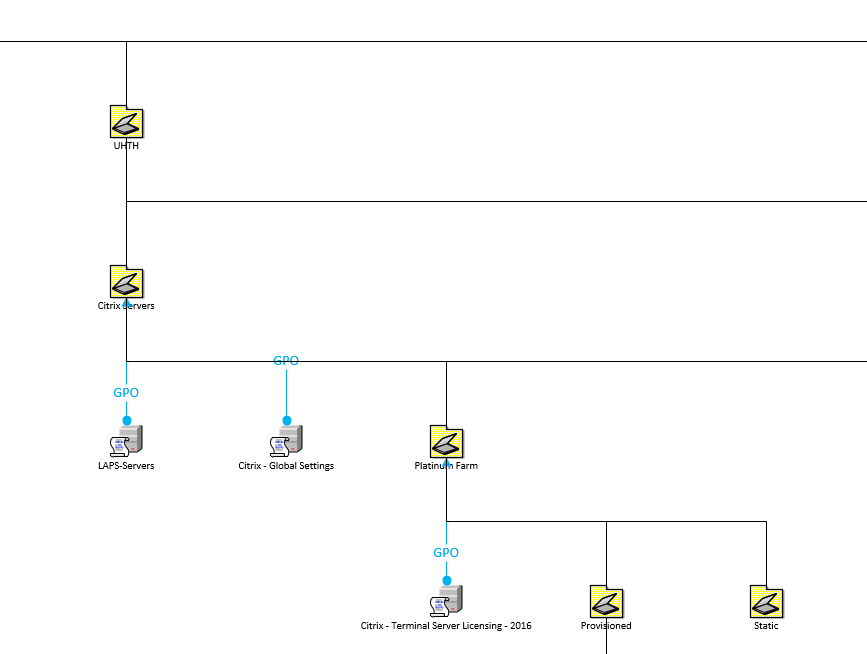 UHTH
Citrix Servers
GPO
GPO
LAPS-Servers
Citrix - Global Settings
Platinum Farm
GPO
Citrix - Terminal Server Licensing - 2016
Provisioned
Static